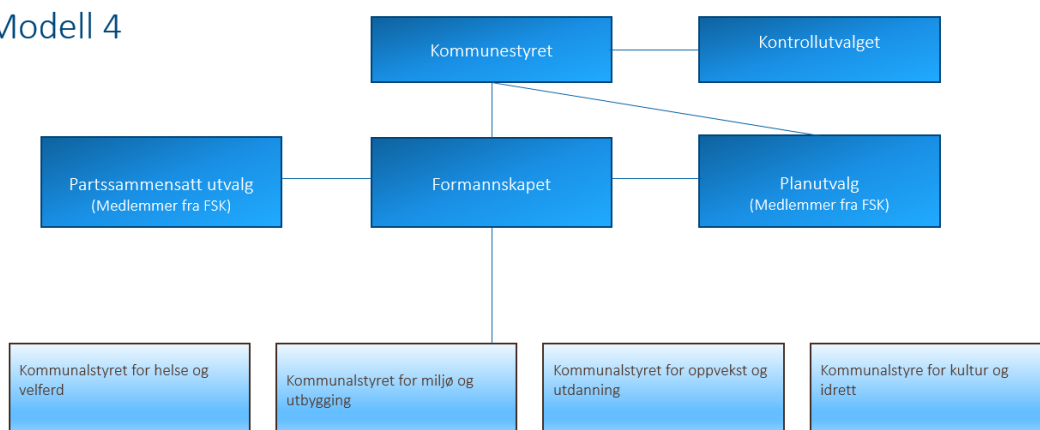 Modell 4
Kommunestyret
Kontrollutvalget
Partssammensatt utvalg
(Medlemmer fra FSK)
Formannskapet
Planutvalg
(Medlemmer fra FSK)
Kommunalstyret for helse og
velferd
Kommunalstyret for miljø og
utbygging
Kommunalstyret for oppvekst og
utdanning
Kommunalstyre for kultur og
idrett